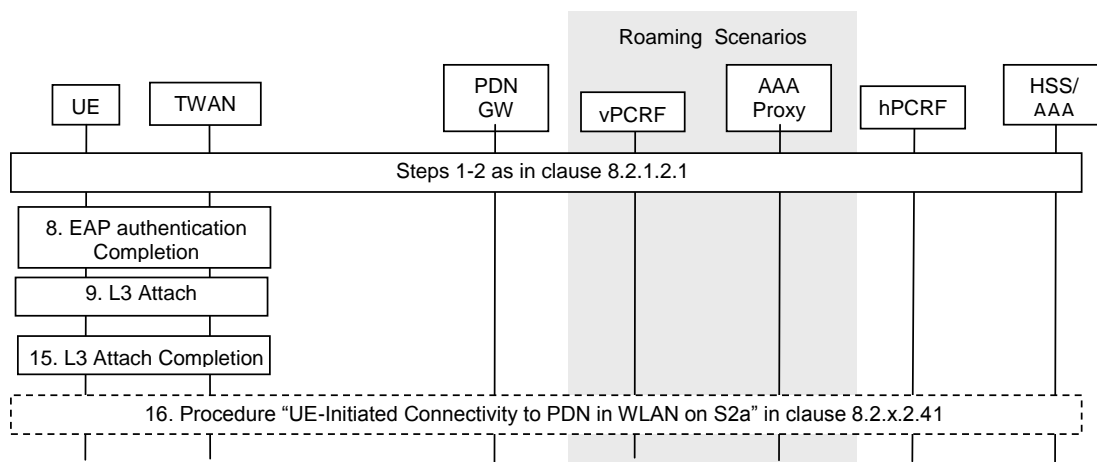 Roaming Scenarios
UE
TWAN
PDN
GW
vPCRF
AAA
Proxy
hPCRF
HSS/
AAA
Steps 1-2 as in clause 8.2.1.2.1
8. EAP authentication
Completion
9. L3 Attach
15. L3 Attach Completion
16. Procedure “UE-Initiated Connectivity to PDN in WLAN on S2a” in clause 8.2.x.2.41